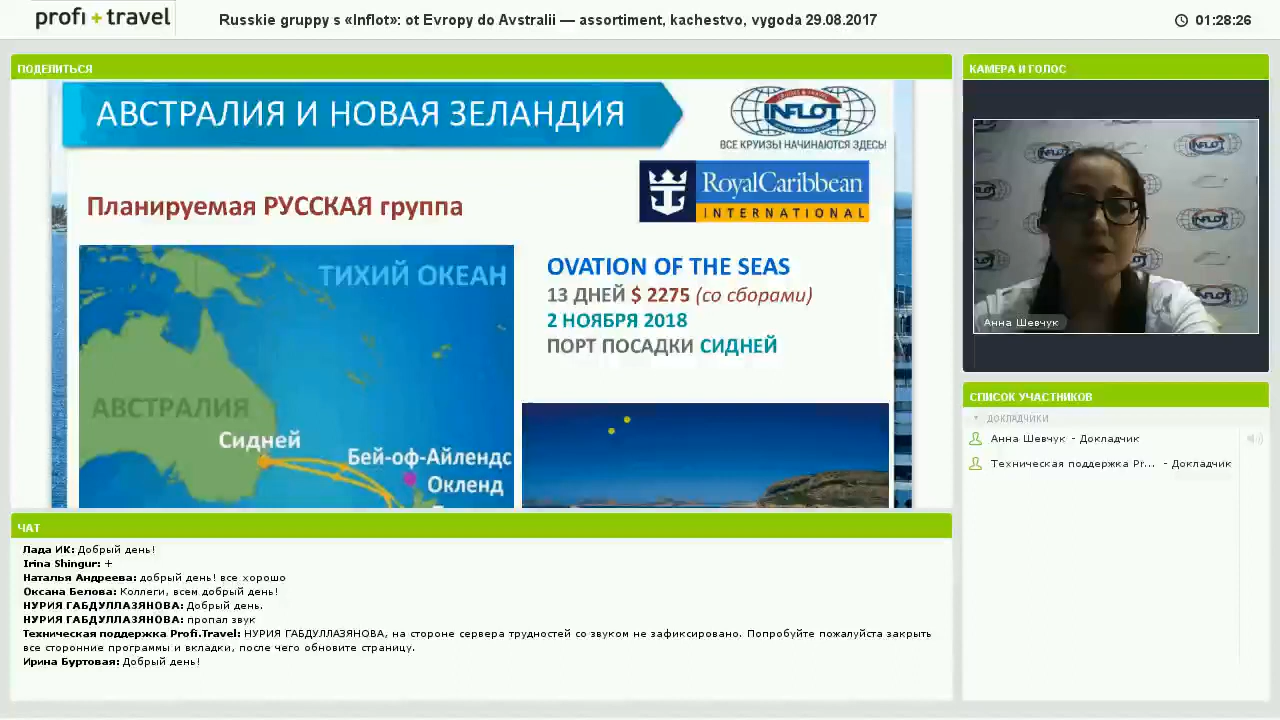 profi + travel
Russkie gruppy s «Inflot»: ot Evropy do Avstralii — assortiment, kachestvo, vygoda 29.08.2017
01:28:26
ПОДЕЛИТЬСЯ
АВСТРАЛИЯ И НОВАЯ ЗЕЛАНДИЯ
INFLOT
ВСЕ КРУИЗЫ НАЧИНАЮТСЯ ЗДЕСЬ!
RoyalCaribbean
INTERNATIONAL
Планируемая РУССКАЯ группа
ТИХИЙ ОКЕАН
АВСТРАЛИЯ
Сидней
Бей-оф-Айлендс
Окленд
OVATION OF THE SEAS
13 ДНЕЙ $ 2275 (со сборами)
2 НОЯБРЯ 2018
ПОРТ ПОСАДКИ СИДНЕЙ
КАМЕРА И ГОЛОС
INFLOT
INFLOT
INFLOT
Анна Шевчук
СПИСОК УЧАСТНИКОВ
ДОКЛАДЧИКИ
Анна Шевчук - Докладчик
Техническая поддержка Pr... - Докладчик
ЧАТ
Лада ИК: Добрый день!
Irina Shingur: +
Наталья Андреева: добрый день! все хорошо
Оксана Белова: Коллеги, всем добрый день!
НУРИЯ ГАБДУЛЛАЗЯНОВА: Добрый день.
НУРИЯ ГАБДУЛЛАЗЯНОВА: пропал звук
Техническая поддержка Profi.Travel: НУРИЯ ГАБДУЛЛАЗЯНОВА, на стороне сервера трудностей со звуком не зафиксировано. Попробуйте пожалуйста закрыть
все сторонние программы и вкладки, после чего обновите страницу.
Ирина Буртовая: Добрый день!